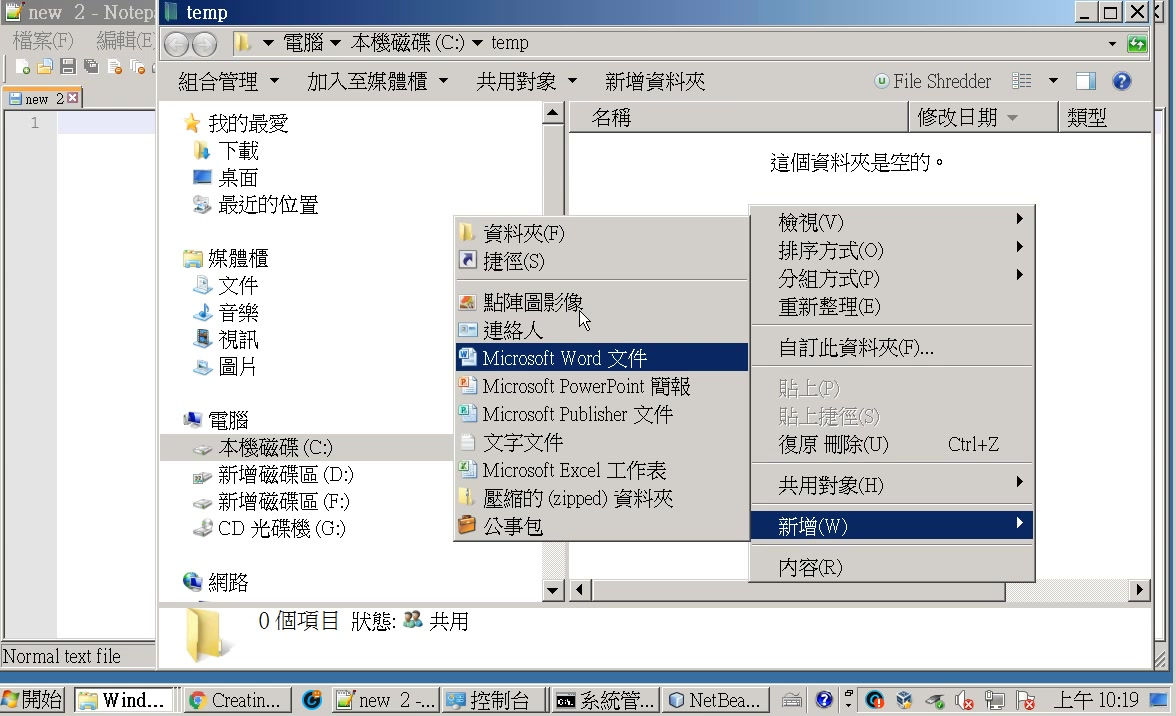 new 2 - Notep
檔案(F) 編輯(E)
new 2
1
Normal text file
temp
電腦 本機磁碟 (C:) temp
組合管理 加入至媒體櫃 共用對象 新增資料夾 File Shredder
我的最愛
下載
桌面
最近的位置
媒體櫃
文件
音樂
視訊
圖片
電腦
本機磁碟 (C:)
新增磁碟區 (D:)
新增磁碟區 (F:)
CD 光碟機 (G:)
網路
名稱 修改日期 類型
這個資料夾是空的。
資料夾(F)
捷徑(S)
點陣圖影像
連絡人
Microsoft Word 文件
Microsoft PowerPoint 簡報
Microsoft Publisher 文件
文字文件
Microsoft Excel 工作表
壓縮的 (zipped) 資料夾
公事包
檢視(V)
排序方式(O)
分組方式(P)
重新整理(E)
自訂此資料夾(F)...
貼上(P)
貼上捷徑(S)
復原 刪除(U) Ctrl+Z
共用對象(H)
新增(W)
內容(R)
0 個項目 狀態: 共用
開始 Wind... Creatin... new 2 -... 控制台 系統管... NetBea... 上午 10:19